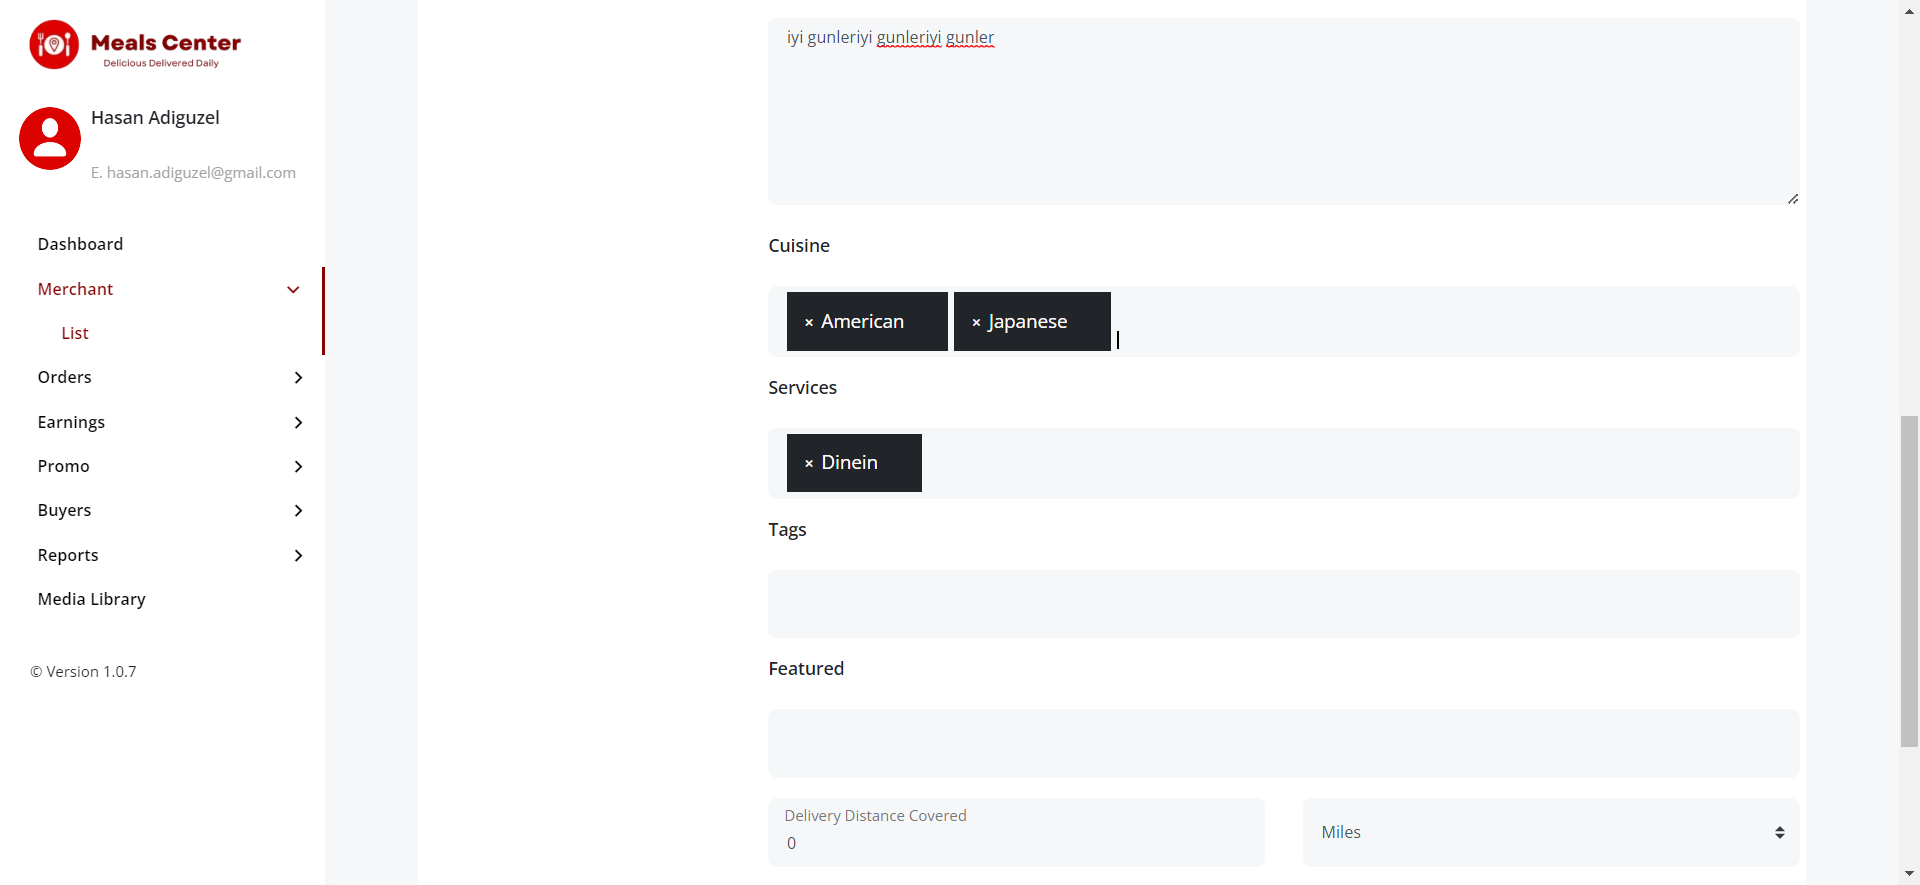 Meals Center
Delicious Delivered Daily
Hasan Adiguzel
E. hasan.adiguzel@gmail.com
Dashboard
Merchant
List
Orders
Earnings
Promo
Buyers
Reports
Media Library
© Version 1.0.7
iyi gunleriyi gunleriyi gunler
Cuisine
× American × Japanese
Services
× Dinein
Tags
Featured
Delivery Distance Covered
0
Miles